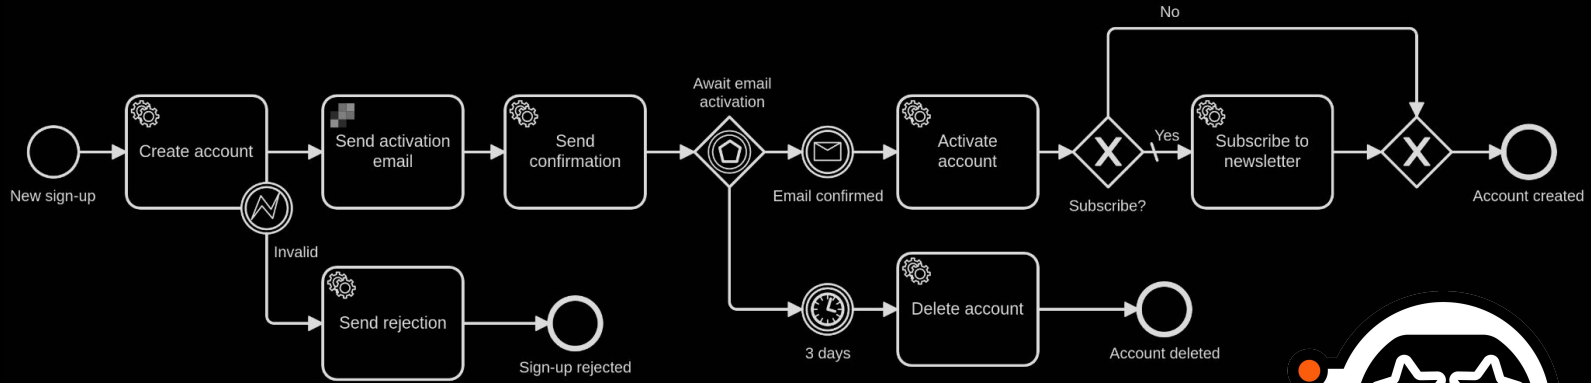 No
Await email
activation
Create account
Send activation
email
Send
confirmation
Activate
account
Yes
Subscribe to
newsletter
New sign-up
Email confirmed
Subscribe?
Account created
Invalid
Send rejection
Delete account
3 days
Account deleted
Sign-up rejected